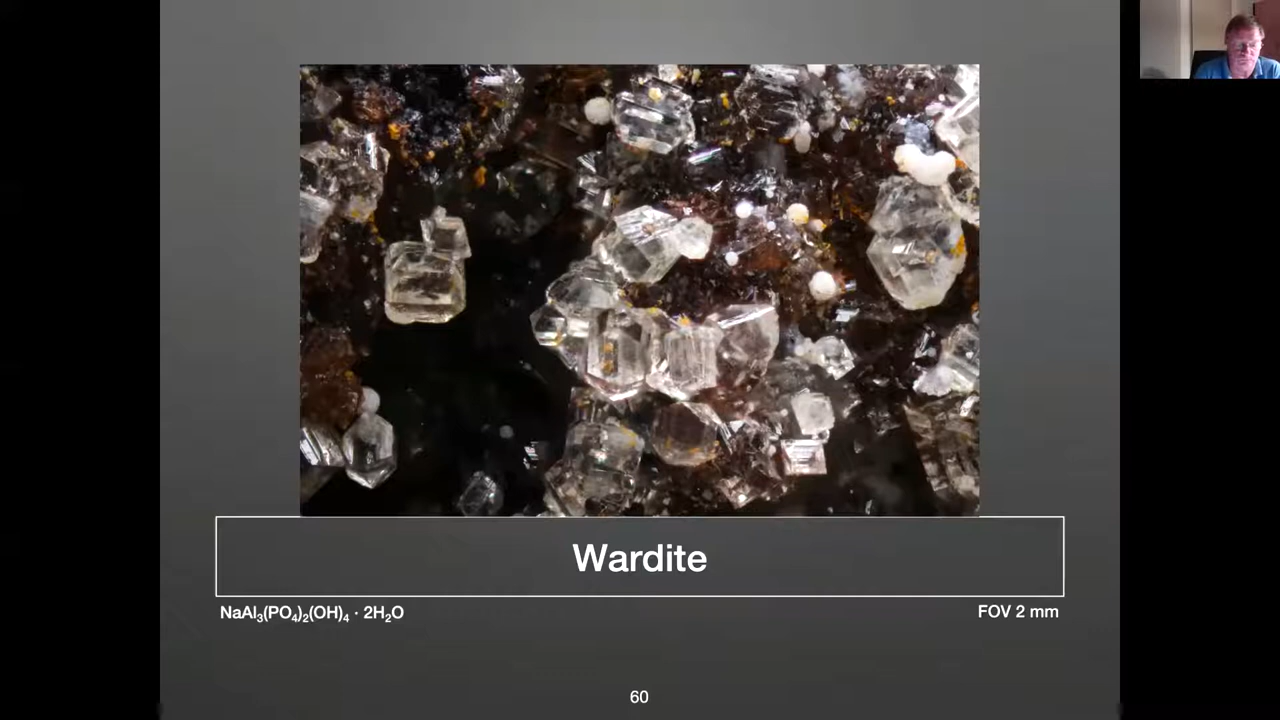 Wardite
NaAl₃(PO₄)₂(OH)₄ · 2H₂O
FOV 2 mm
60